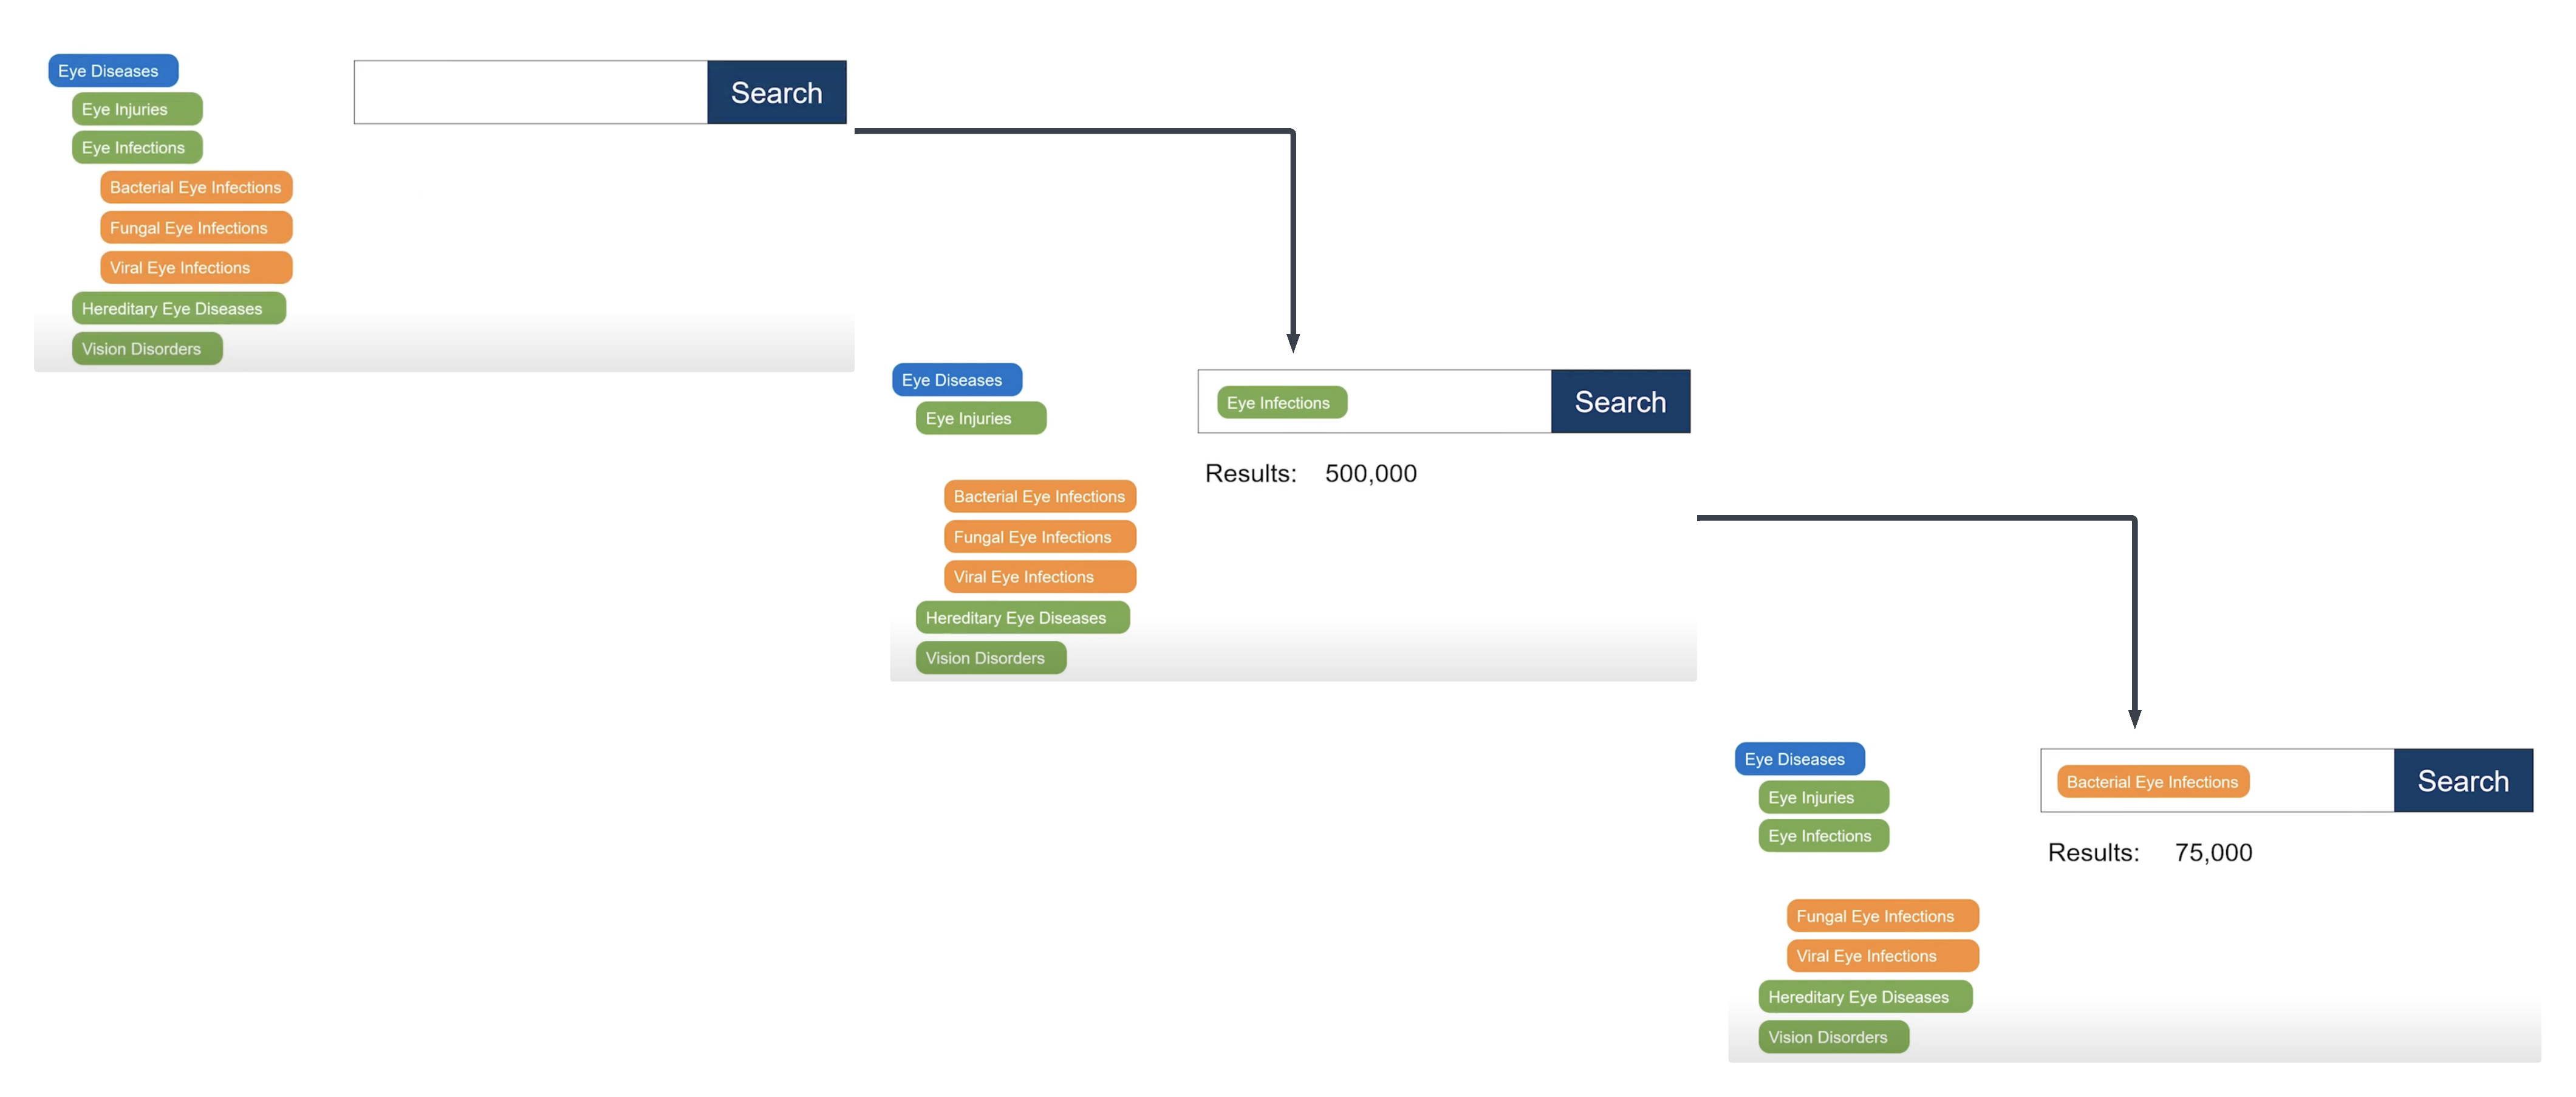 Eye Diseases
Search
Eye Injuries
Eye Infections
Bacterial Eye Infections
Fungal Eye Infections
Viral Eye Infections
Hereditary Eye Diseases
Vision Disorders
Eye Diseases
Eye Infections
Search
Eye Injuries
Results: 500,000
Bacterial Eye Infections
Fungal Eye Infections
Viral Eye Infections
Hereditary Eye Diseases
Vision Disorders
Eye Diseases
Bacterial Eye Infections
Search
Eye Injuries
Eye Infections
Results: 75,000
Fungal Eye Infections
Viral Eye Infections
Hereditary Eye Diseases
Vision Disorders